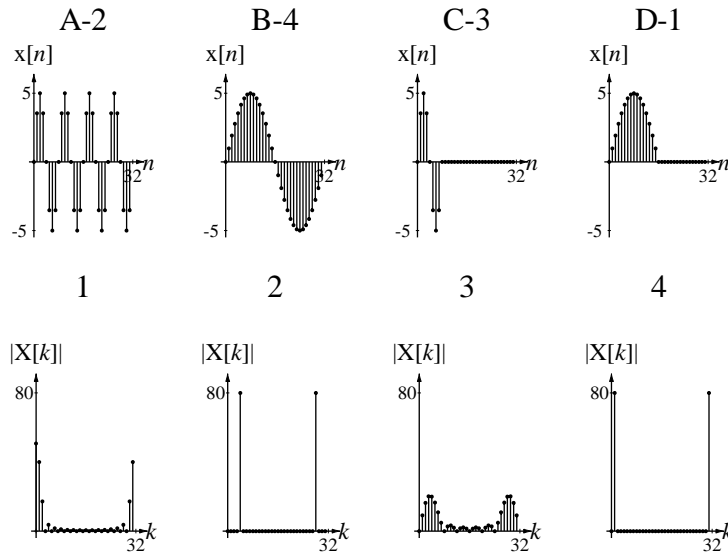 A-2 B-4 C-3 D-1
x[n] x[n] x[n] x[n]
5 5 5 5
n n n n
32 32 32 32
-5 -5 -5 -5
1 2 3 4
|X[k]| |X[k]| |X[k]| |X[k]|
80 80 80 80
k k k k
32 32 32 32